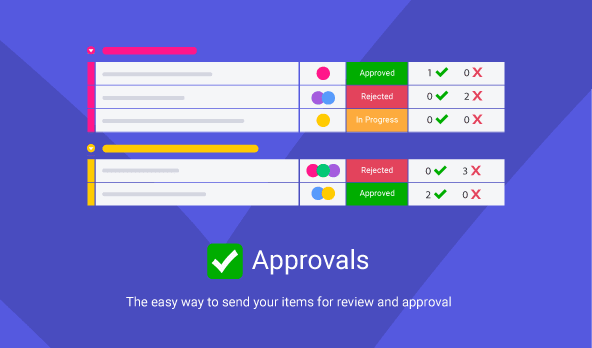 Approved 1 0
Rejected 0 2
In Progress 0 0
Rejected 0 3
Approved 2 0
Approvals
The easy way to send your items for review and approval